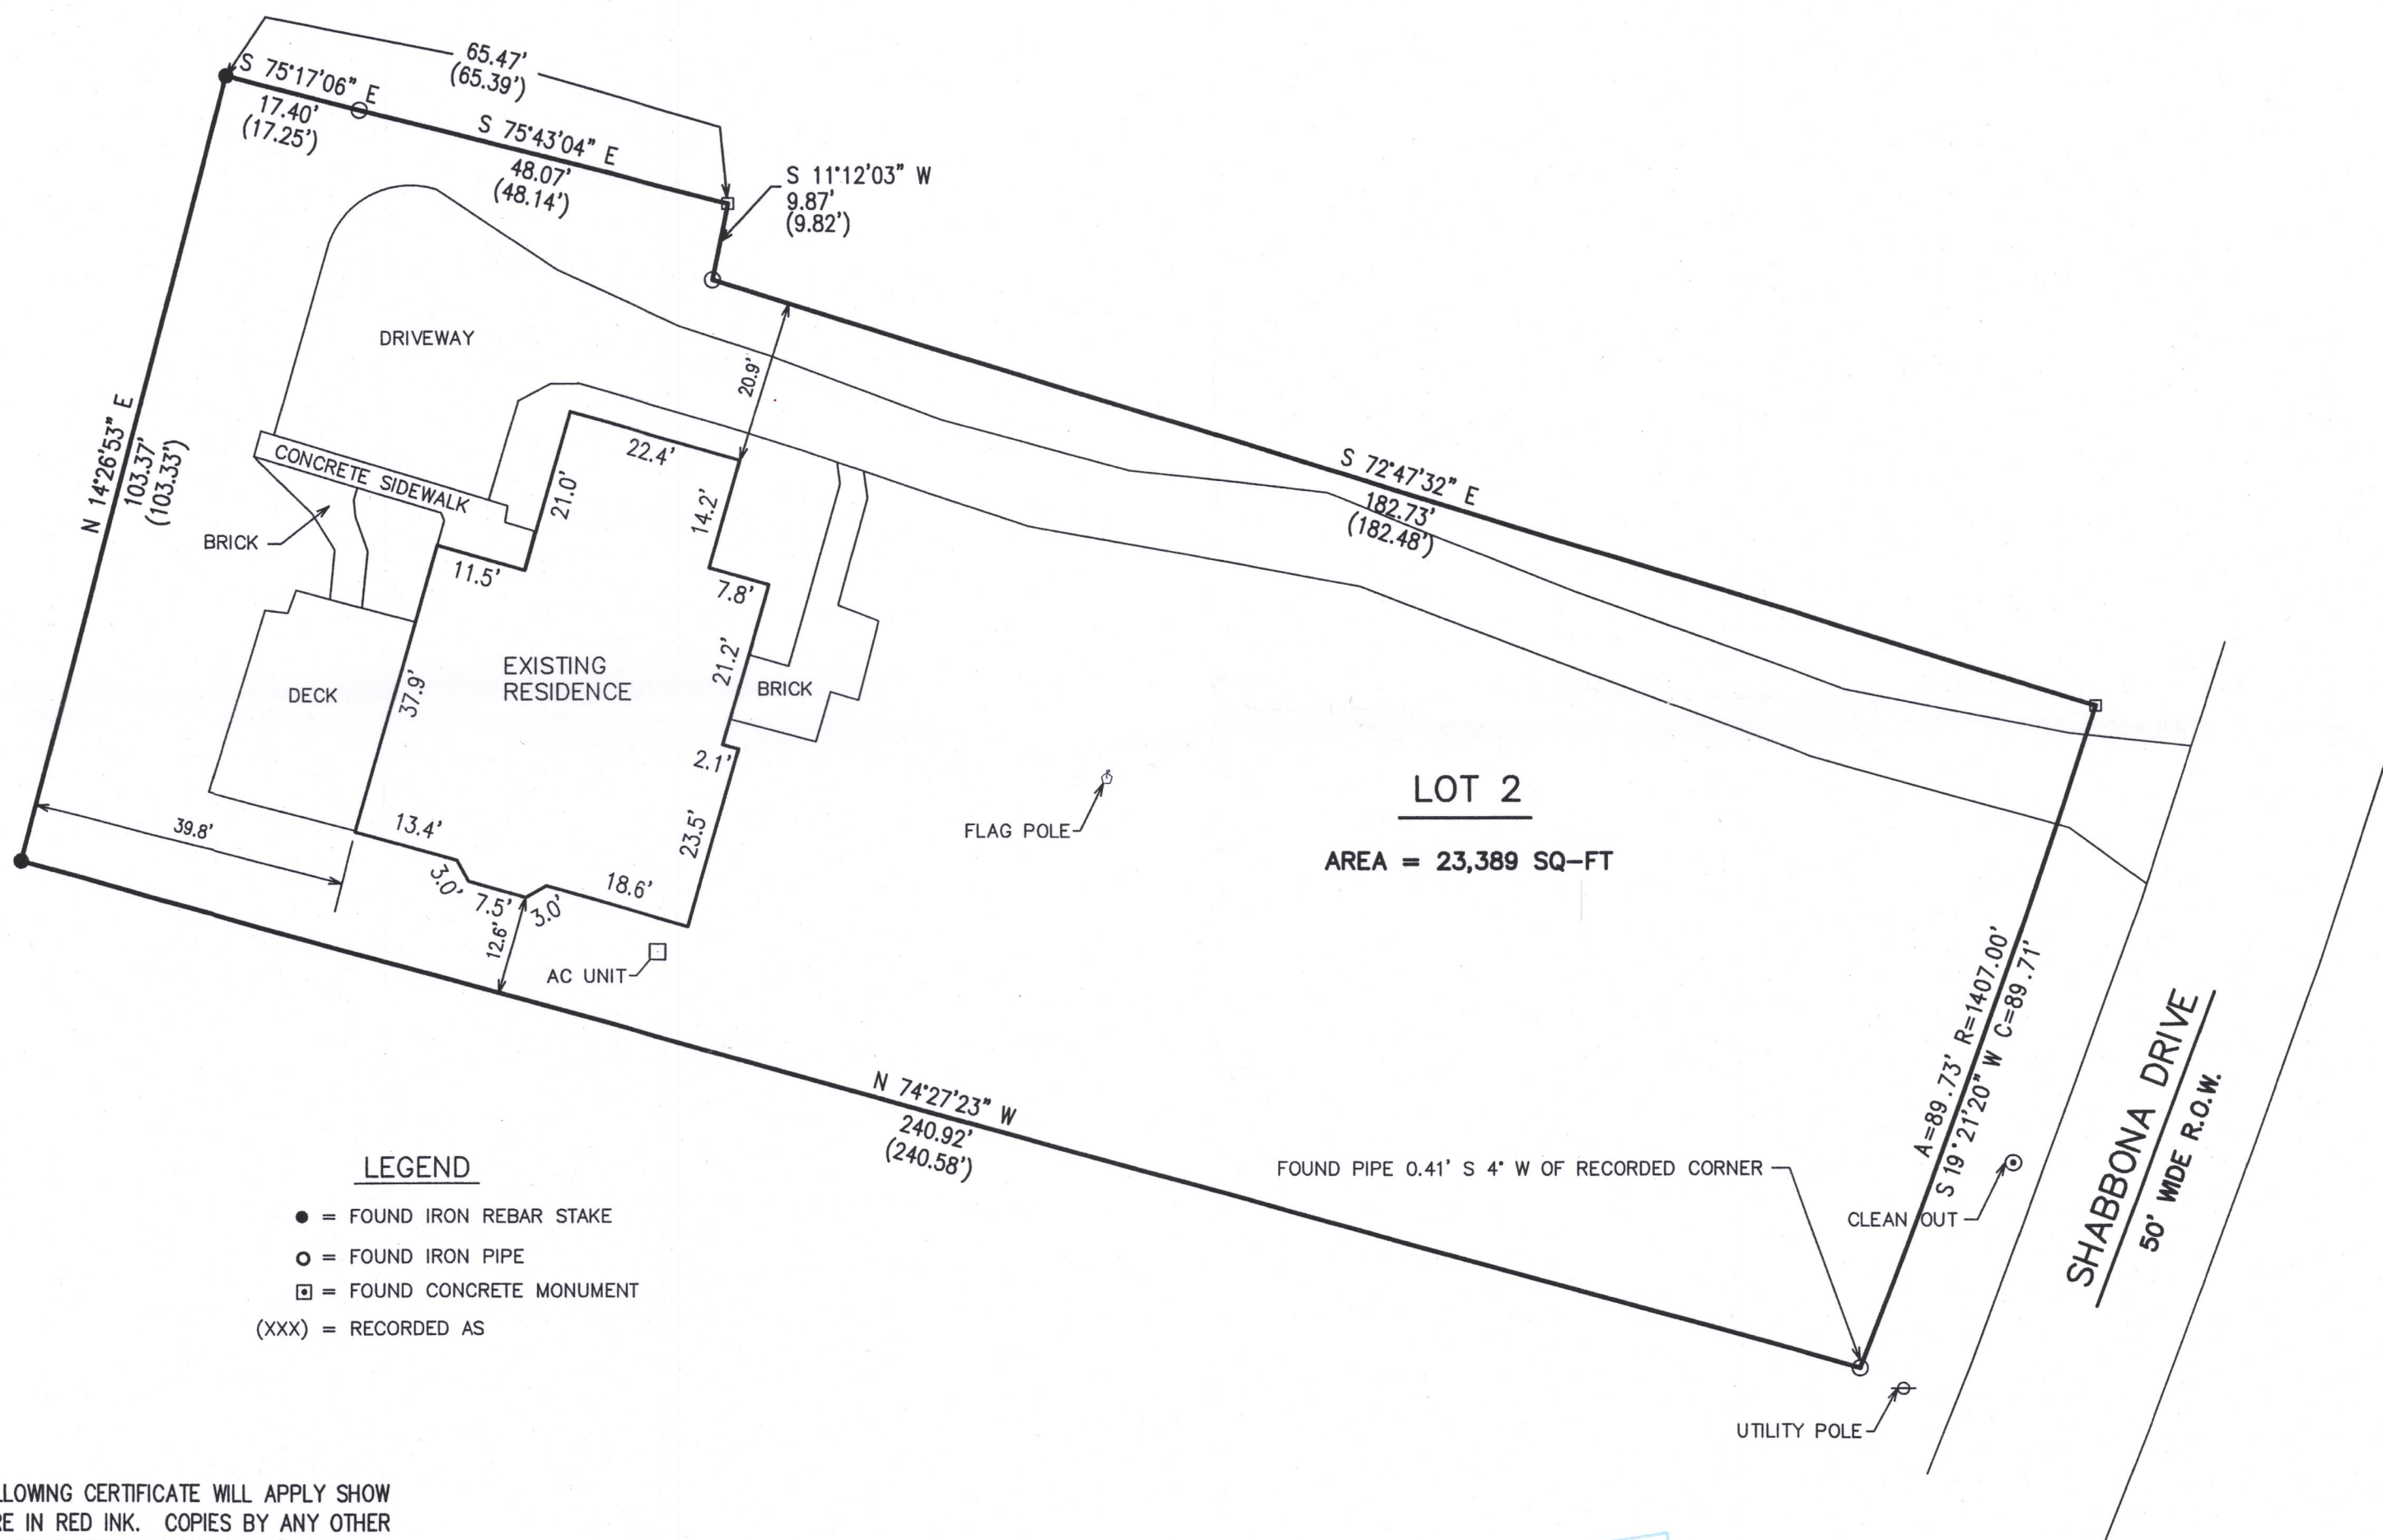 65.47'
(65.39')
S 75°17'06" E
17.40'
(17.25')
S 75°43'04" E
48.07'
(48.14')
S 11°12'03" W
9.87'
(9.82')
DRIVEWAY
20.9'
N 14°26'53" E
103.37'
(103.33')
CONCRETE SIDEWALK
22.4'
21.0'
14.2'
S 72°47'32" E
182.73'
(182.48')
BRICK
11.5'
7.8'
EXISTING
RESIDENCE
21.2'
DECK
37.9'
BRICK
2.1'
LOT 2
AREA = 23,389 SQ-FT
FLAG POLE
39.8'
13.4'
23.5'
3.0'
7.5'
3.0'
18.6'
12.6'
AC UNIT
A=89.73' R=1407.00'
S 19°21'20" W C=89.71'
SHABBONA DRIVE
50' WIDE R.O.W.
N 74°27'23" W
240.92'
(240.58')
FOUND PIPE 0.41' S 4° W OF RECORDED CORNER
CLEAN OUT
UTILITY POLE
LEGEND
● = FOUND IRON REBAR STAKE
○ = FOUND IRON PIPE
⊡ = FOUND CONCRETE MONUMENT
(XXX) = RECORDED AS
LLOWING CERTIFICATE WILL APPLY SHOW
RE IN RED INK. COPIES BY ANY OTHER